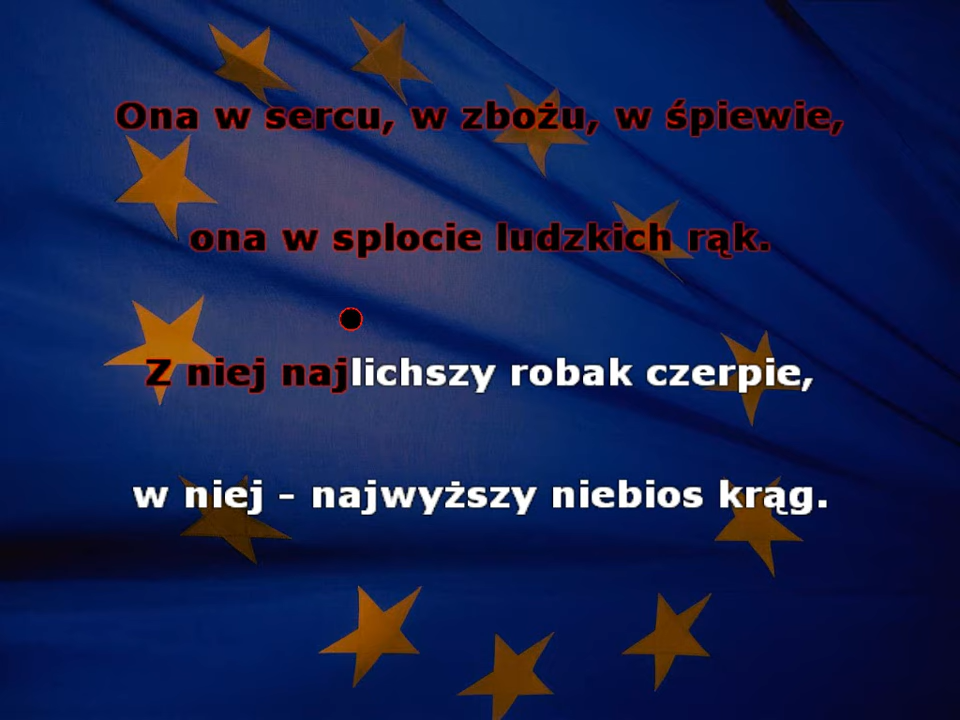 Ona w sercu, w zbożu, w śpiewie,
ona w splocie ludzkich rąk.
Z niej najlichszy robak czerpie,
w niej - najwyższy niebios krąg.